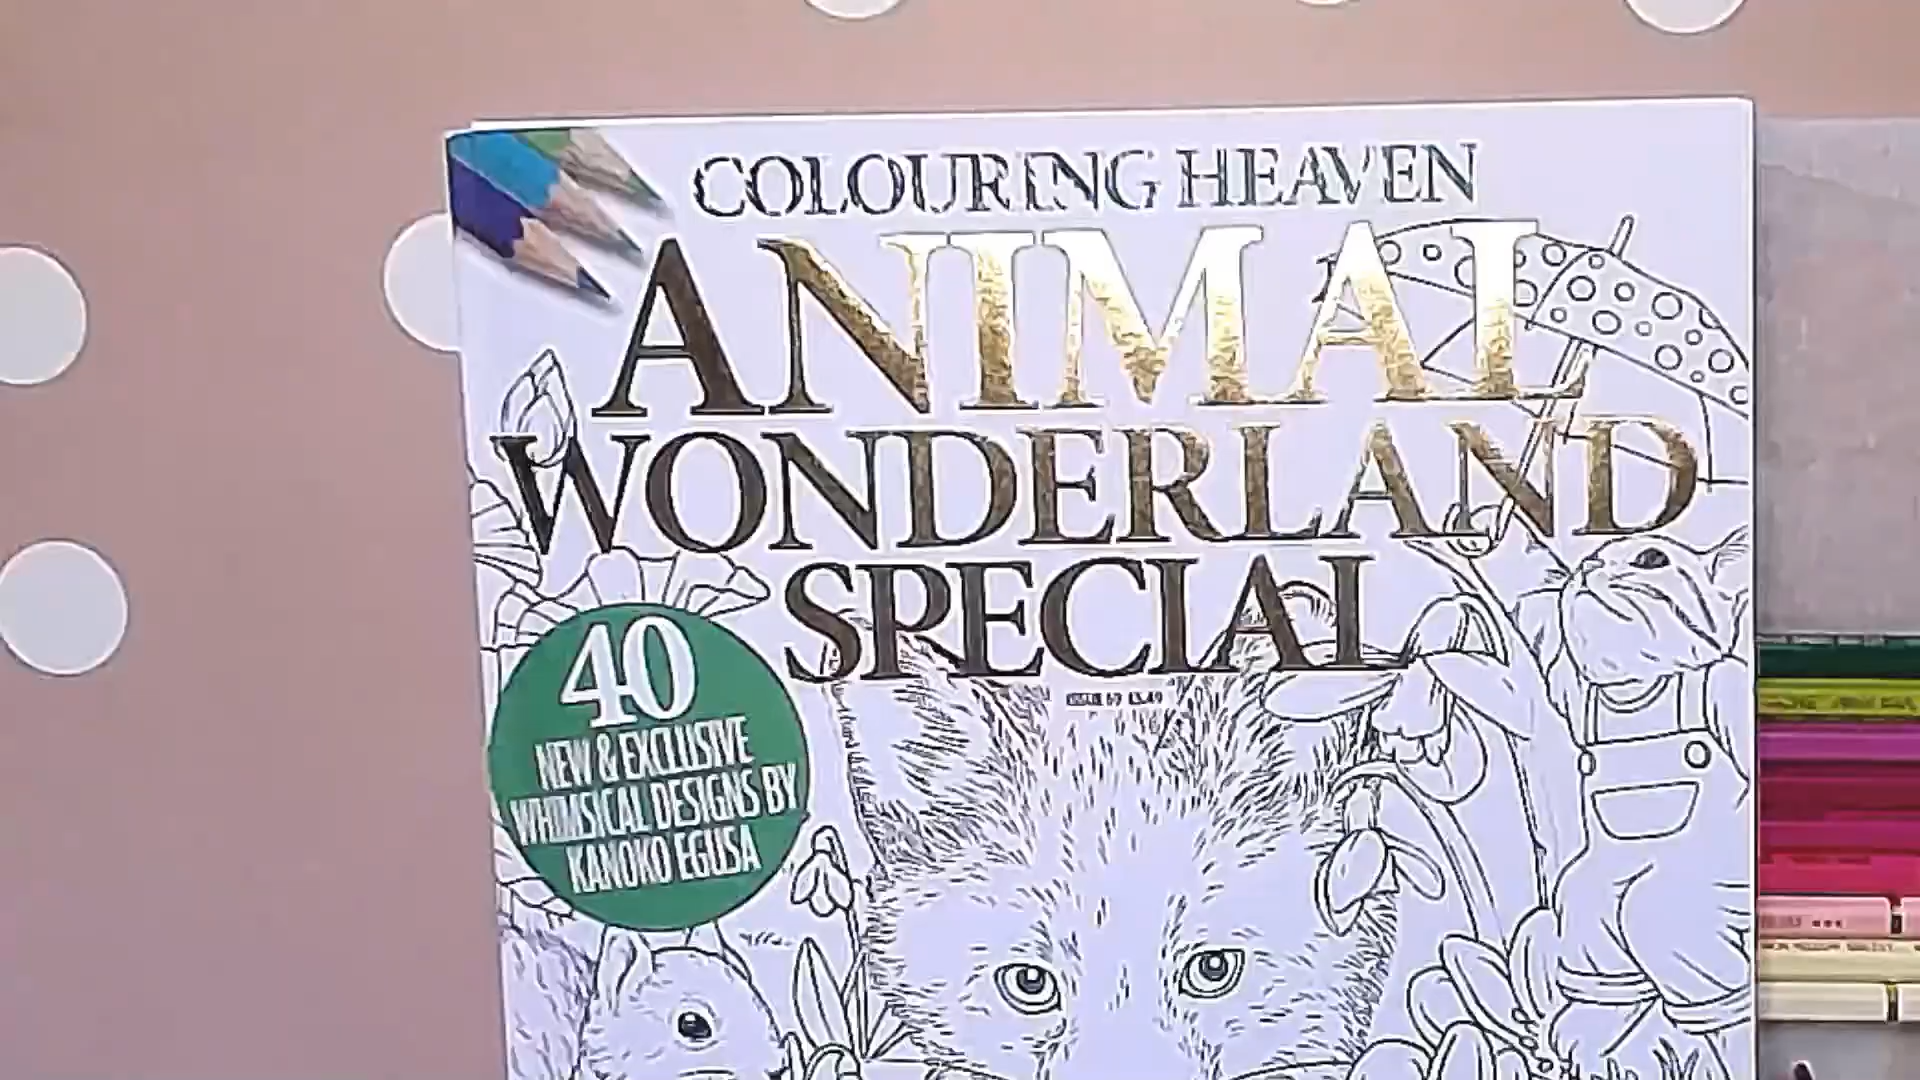 COLOURING HEAVEN
ANIMAL
WONDERLAND
SPECIAL
40
NEW & EXCLUSIVE
WHIMSICAL DESIGNS BY
KANOKO EGUSA